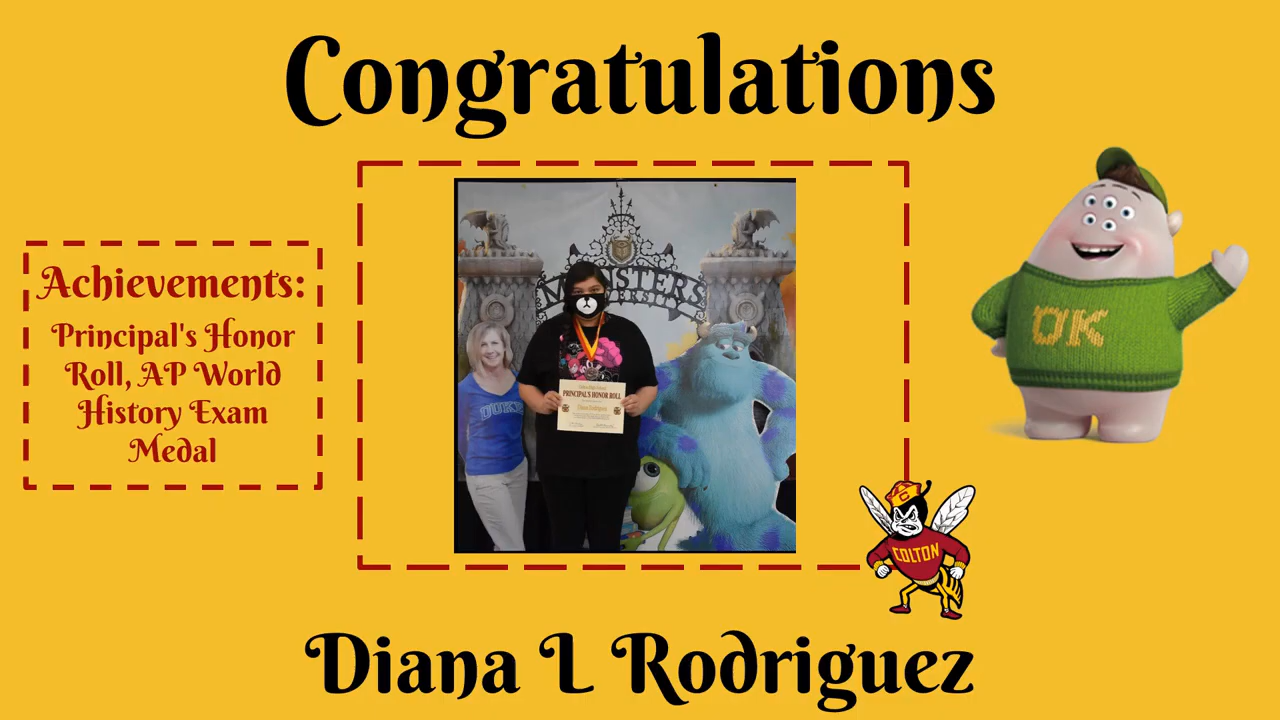 Congratulations
Achievements:
Principal's Honor
Roll, AP World
History Exam
Medal
MONSTERS
UNIVERSITY
DUKE
PRINCIPAL'S HONOR ROLL
OK
C
COLTON
Diana L Rodriguez